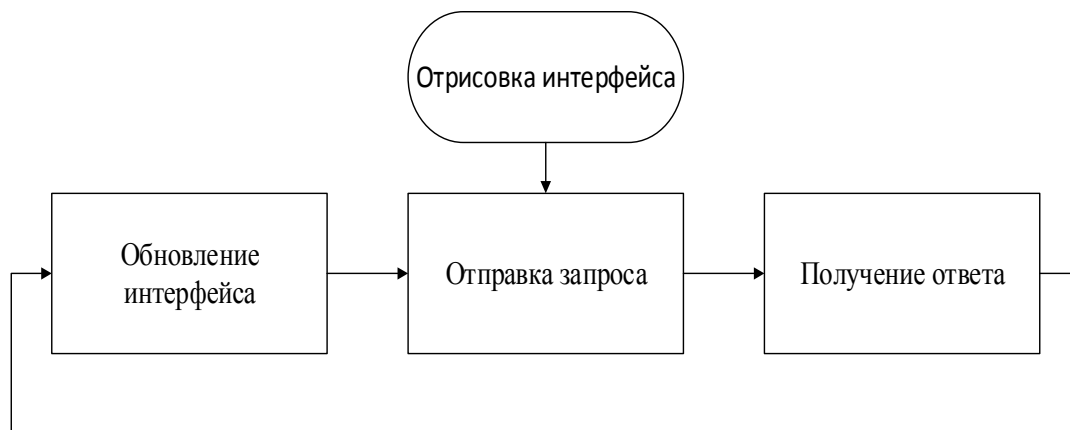 Отрисовка интерфейса
Обновление
интерфейса
Отправка запроса
Получение ответа